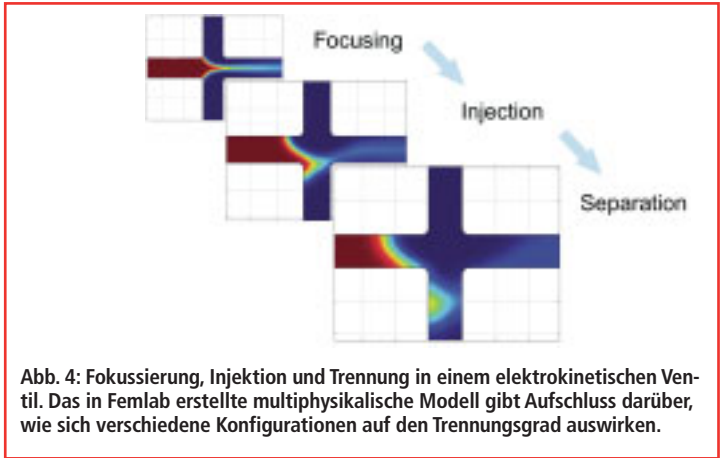 Focusing
Injection
Separation
Abb. 4: Fokussierung, Injektion und Trennung in einem elektrokinetischen Ven-
til. Das in Femlab erstellte multiphysikalische Modell gibt Aufschluss darüber,
wie sich verschiedene Konfigurationen auf den Trennungsgrad auswirken.